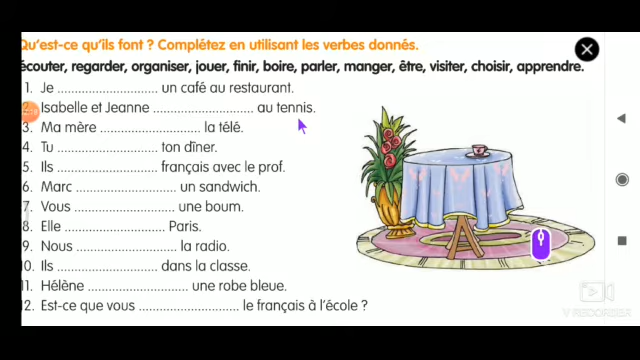 Qu'est-ce qu'ils font ? Complétez en utilisant les verbes donnés.
écouter, regarder, organiser, jouer, finir, boire, parler, manger, être, visiter, choisir, apprendre.
1. Je ............................ un café au restaurant.
Isabelle et Jeanne ............................ au tennis.
3. Ma mère ............................ la télé.
4. Tu ............................ ton dîner.
5. Ils ............................ français avec le prof.
6. Marc ............................ un sandwich.
7. Vous ............................ une boum.
8. Elle ............................ Paris.
9. Nous ............................ la radio.
10. Ils ............................ dans la classe.
11. Hélène ............................ une robe bleue.
12. Est-ce que vous ............................ le français à l'école ?
V RECORDER